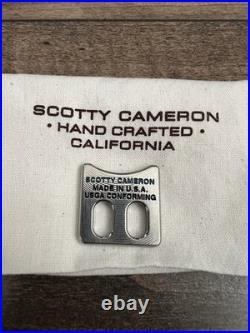 SCOTTY CAMERON
• HAND CRAFTED •
CALIFORNIA
SCOTTY CAMERON
MADE IN U.S.A.
USGA CONFORMING